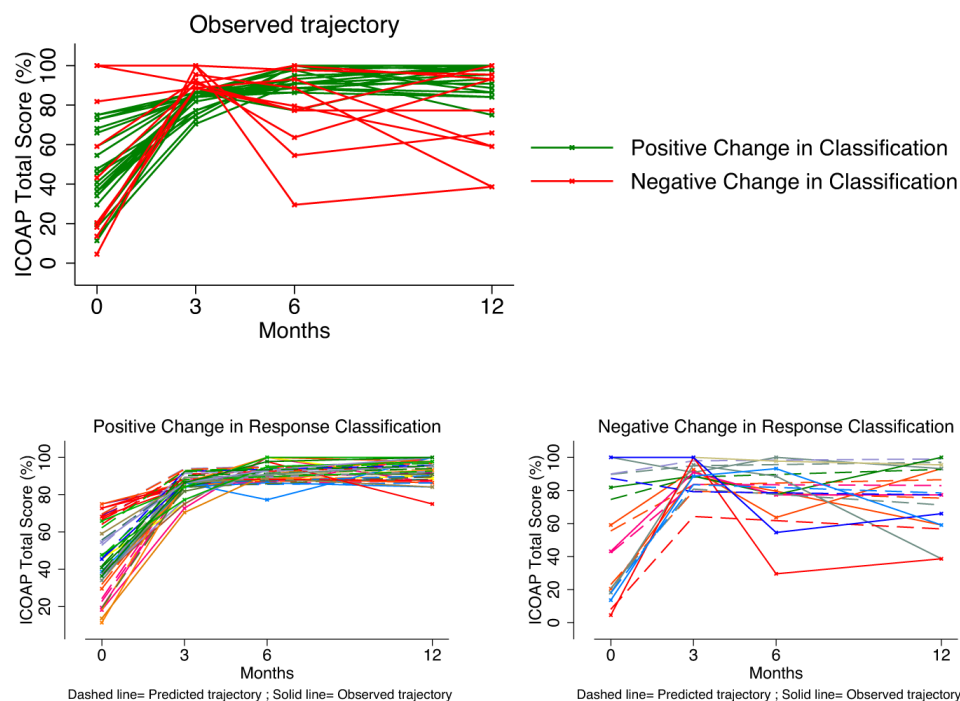 Observed trajectory
ICOAP Total Score (%)
100
80
60
40
20
0
0 3 6 12
Months
Positive Change in Classification
Negative Change in Classification
Positive Change in Response Classification
ICOAP Total Score (%)
100
80
60
40
20
0 3 6 12
Months
Dashed line= Predicted trajectory ; Solid line= Observed trajectory
Negative Change in Response Classification
ICOAP Total Score (%)
100
80
60
40
20
0
0 3 6 12
Months
Dashed line= Predicted trajectory ; Solid line= Observed trajectory